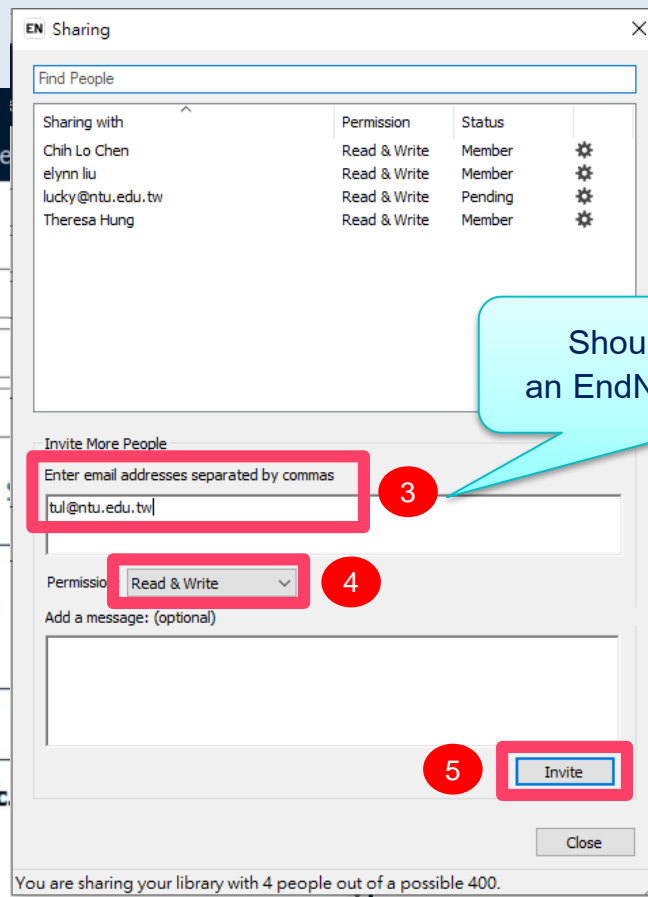 EN Sharing
Find People
Sharing with Permission Status
Chih Lo Chen Read & Write Member
elynn liu Read & Write Member
lucky@ntu.edu.tw Read & Write Pending
Theresa Hung Read & Write Member
Shou
an EndN
Invite More People
Enter email addresses separated by commas
3
tul@ntu.edu.tw
Permission Read & Write
4
Add a message: (optional)
5
Invite
Close
You are sharing your library with 4 people out of a possible 400.